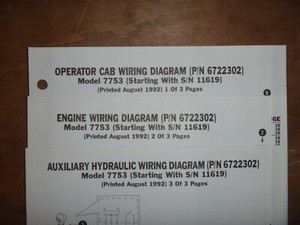 OPERATOR CAB WIRING DIAGRAM (P/N 6722302)
Model 7753 (Starting With S/N 11619)
(Printed August 1992) 1 Of 3 Pages
ENGINE WIRING DIAGRAM (P/N 6722302)
Model 7753 (Starting With S/N 11619)
(Printed August 1992) 2 Of 3 Pages
AUXILIARY HYDRAULIC WIRING DIAGRAM (P/N 6722302)
Model 7753 (Starting With S/N 11619)
(Printed August 1992) 3 Of 3 Pages